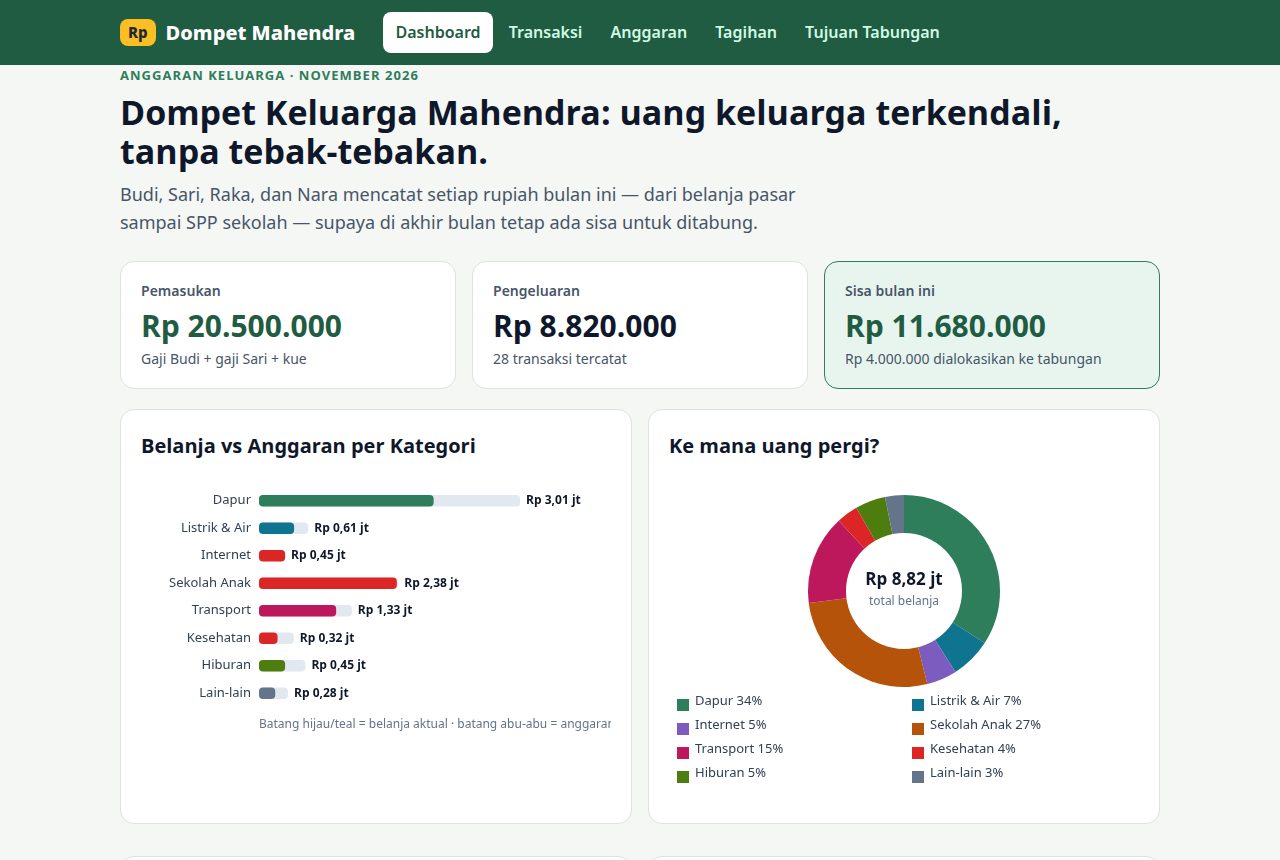 Rp Dompet Mahendra Dashboard Transaksi Anggaran Tagihan Tujuan Tabungan
ANGGARAN KELUARGA · NOVEMBER 2026
Dompet Keluarga Mahendra: uang keluarga terkendali,
tanpa tebak-tebakan.
Budi, Sari, Raka, dan Nara mencatat setiap rupiah bulan ini — dari belanja pasar
sampai SPP sekolah — supaya di akhir bulan tetap ada sisa untuk ditabung.
Pemasukan
Rp 20.500.000
Gaji Budi + gaji Sari + kue
Pengeluaran
Rp 8.820.000
28 transaksi tercatat
Sisa bulan ini
Rp 11.680.000
Rp 4.000.000 dialokasikan ke tabungan
Belanja vs Anggaran per Kategori
Dapur Rp 3,01 jt
Listrik & Air Rp 0,61 jt
Internet Rp 0,45 jt
Sekolah Anak Rp 2,38 jt
Transport Rp 1,33 jt
Kesehatan Rp 0,32 jt
Hiburan Rp 0,45 jt
Lain-lain Rp 0,28 jt
Batang hijau/teal = belanja aktual · batang abu-abu = anggaran
Ke mana uang pergi?
Rp 8,82 jt
total belanja
Dapur 34% Listrik & Air 7%
Internet 5% Sekolah Anak 27%
Transport 15% Kesehatan 4%
Hiburan 5% Lain-lain 3%